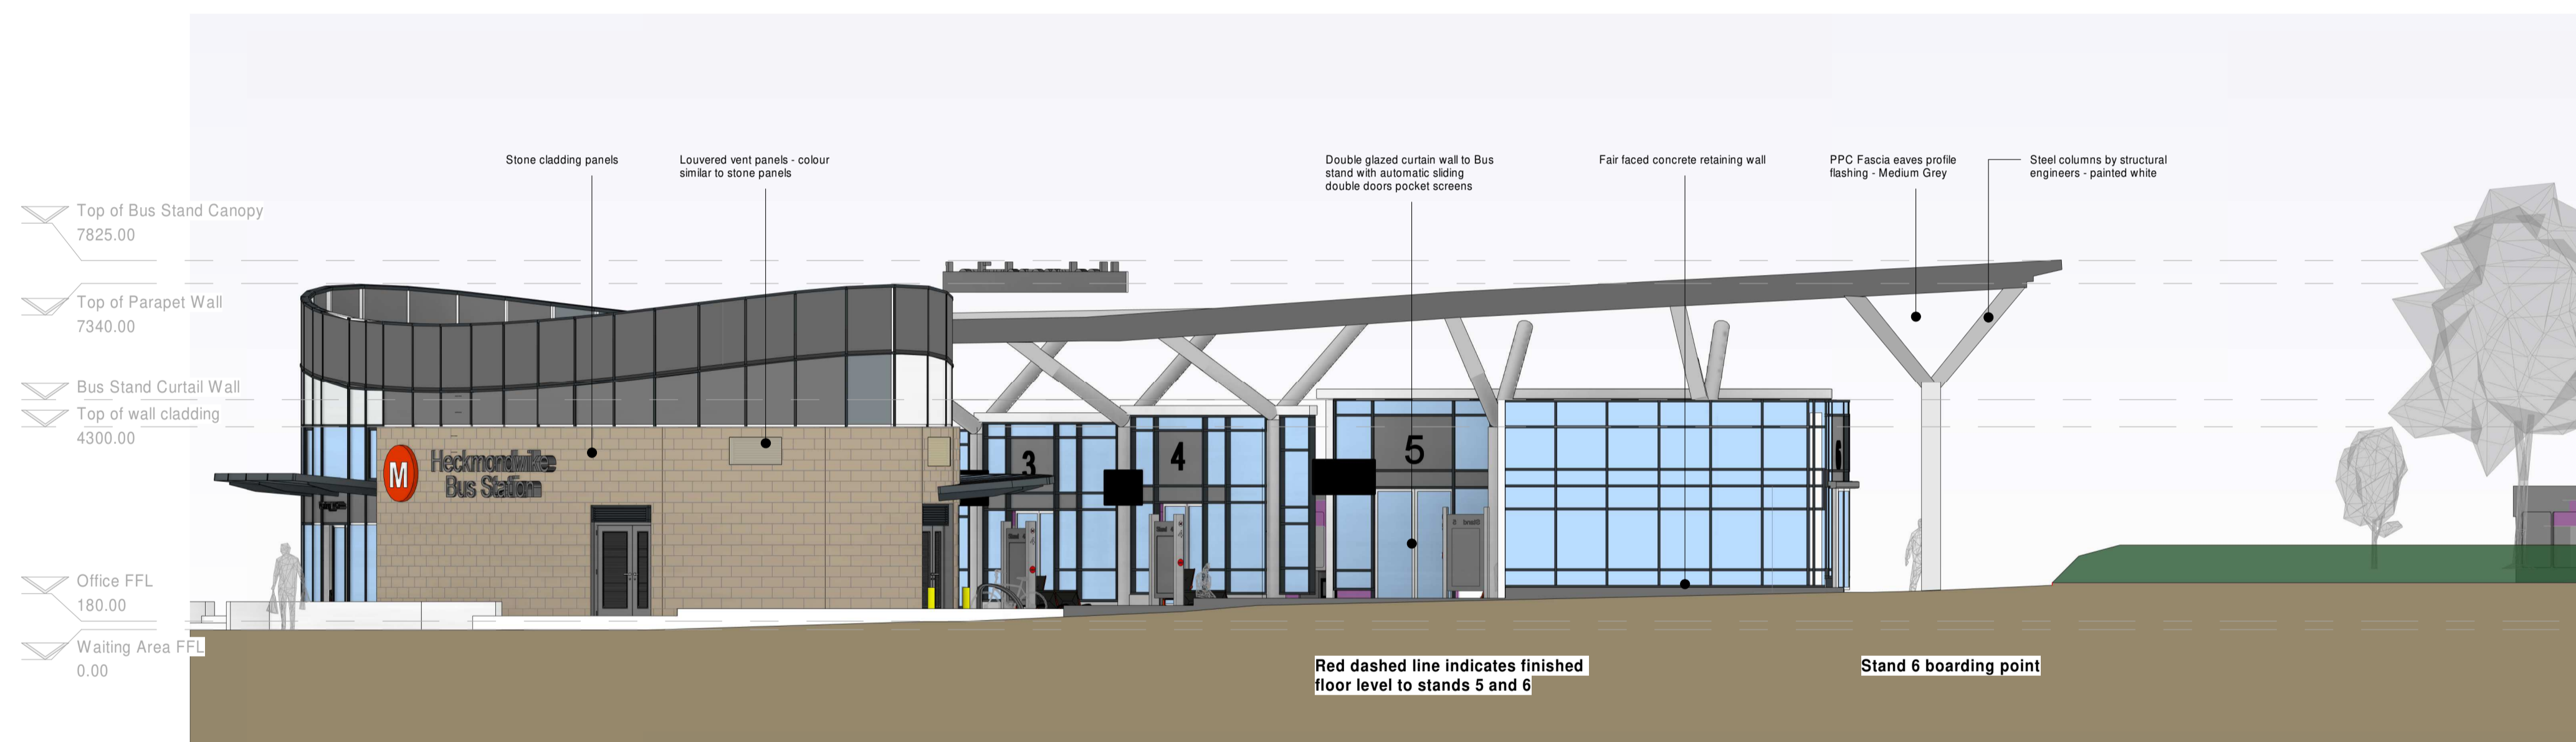 Stone cladding panels
Louvered vent panels - colour
similar to stone panels
Double glazed curtain wall to Bus
stand with automatic sliding
double doors pocket screens
Fair faced concrete retaining wall
PPC Fascia eaves profile
flashing - Medium Grey
Steel columns by structural
engineers - painted white
Top of Bus Stand Canopy
7825.00
Top of Parapet Wall
7340.00
Bus Stand Curtail Wall
Top of wall cladding
4300.00
Office FFL
180.00
Waiting Area FFL
0.00
M
Heckmondwike
Bus Station
3
4
5
6
Red dashed line indicates finished
floor level to stands 5 and 6
Stand 6 boarding point